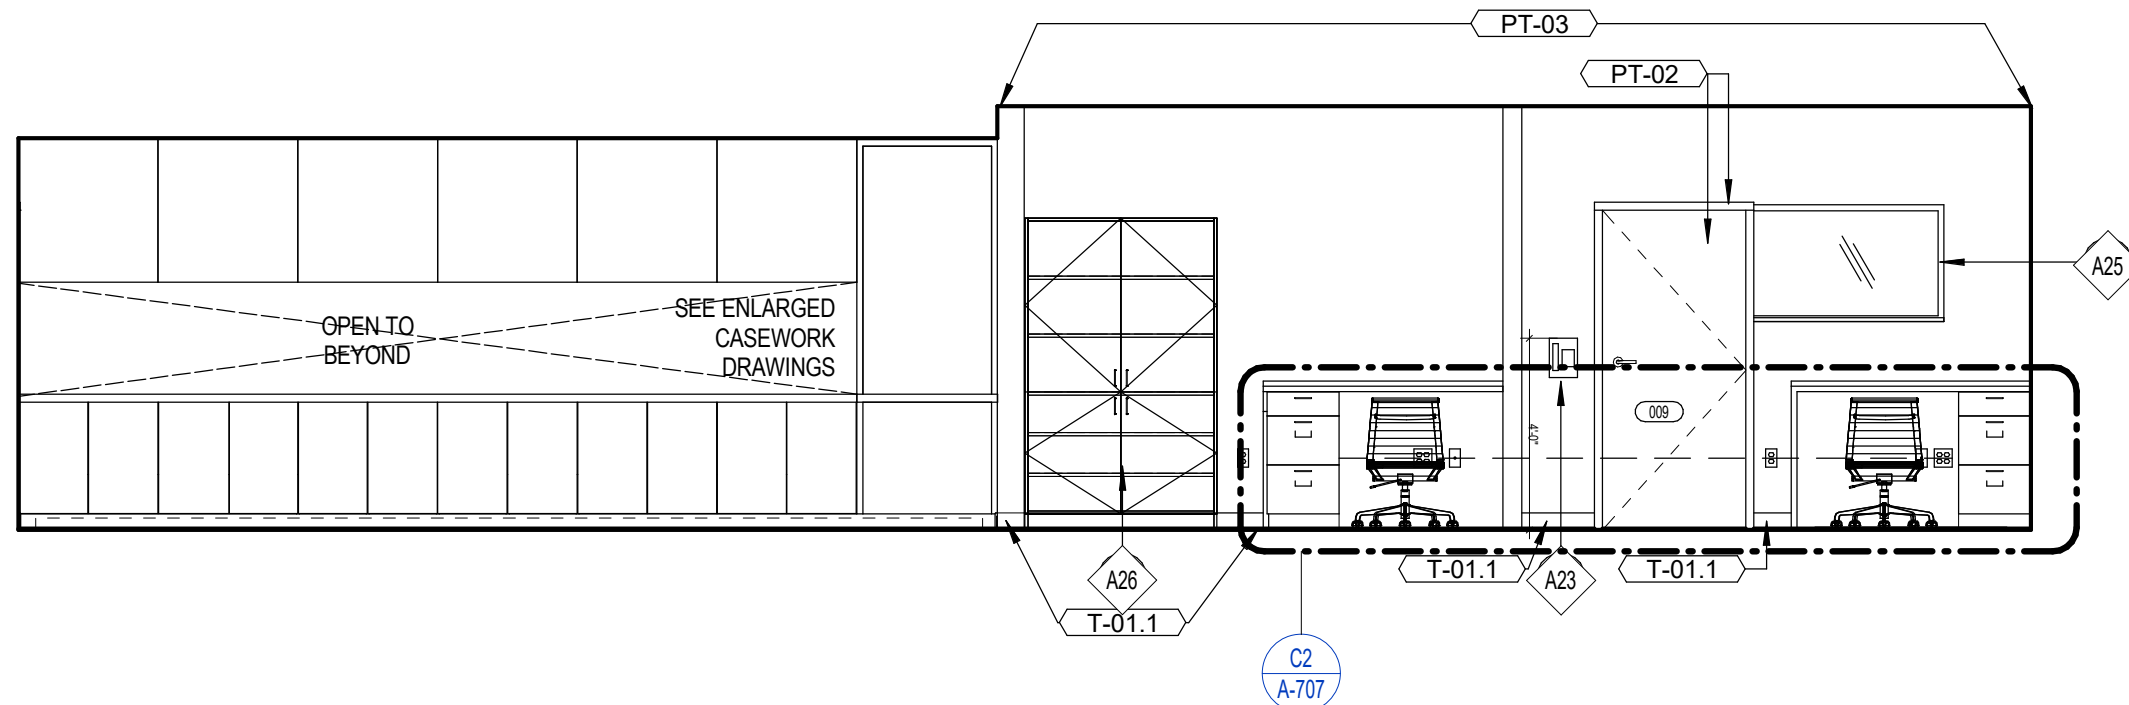 PT-03
PT-02
A25
SEE ENLARGED
CASEWORK
DRAWINGS
OPEN TO
BEYOND
009
4'-0"
T-01.1
T-01.1
A26
A23
T-01.1
C2
A-707